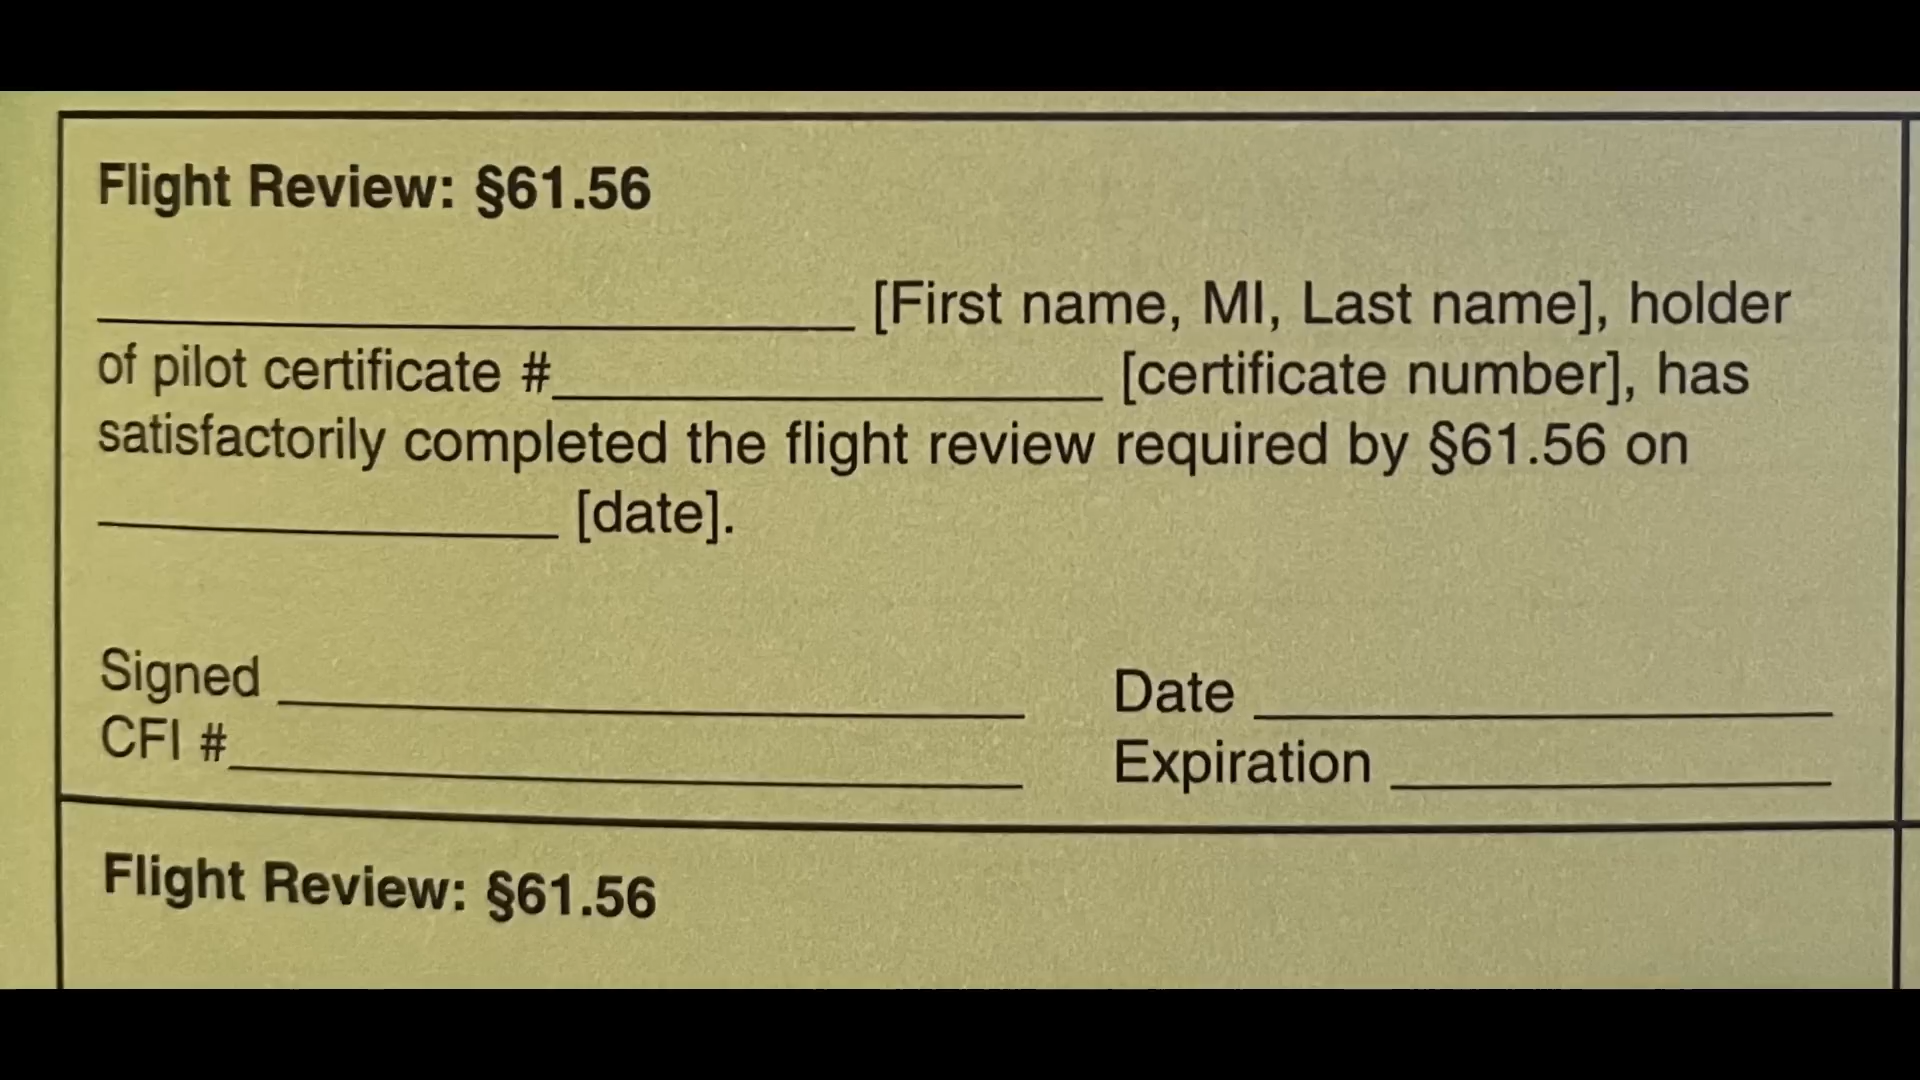 Flight Review: §61.56
[First name, MI, Last name], holder
of pilot certificate # [certificate number], has
satisfactorily completed the flight review required by §61.56 on
[date].
Signed Date
CFI # Expiration
Flight Review: §61.56